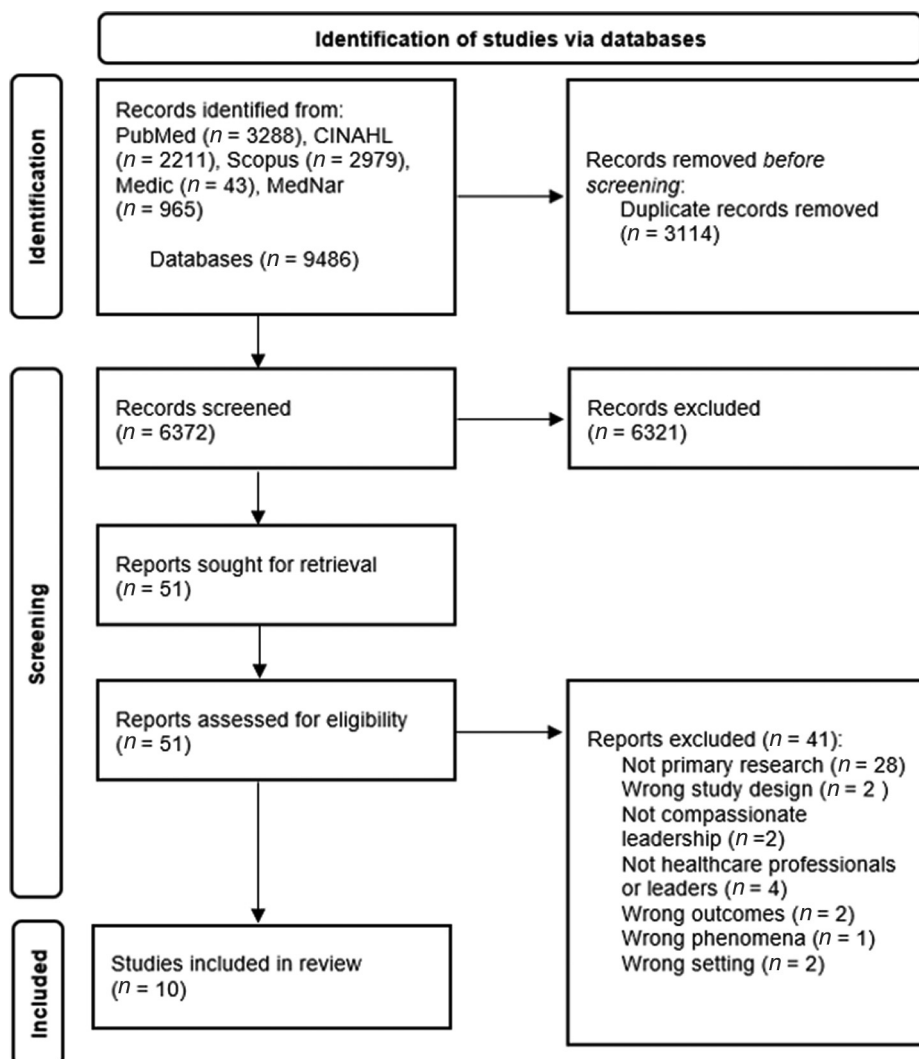 Identification of studies via databases
Identification
Records identified from:
PubMed (n = 3288), CINAHL
(n = 2211), Scopus (n = 2979),
Medic (n = 43), MedNar
(n = 965)
Databases (n = 9486)
Records removed before
screening:
Duplicate records removed
(n = 3114)
Screening
Records screened
(n = 6372)
Records excluded
(n = 6321)
Reports sought for retrieval
(n = 51)
Reports assessed for eligibility
(n = 51)
Reports excluded (n = 41):
Not primary research (n = 28)
Wrong study design (n = 2 )
Not compassionate
leadership (n =2)
Not healthcare professionals
or leaders (n = 4)
Wrong outcomes (n = 2)
Wrong phenomena (n = 1)
Wrong setting (n = 2)
Included
Studies included in review
(n = 10)